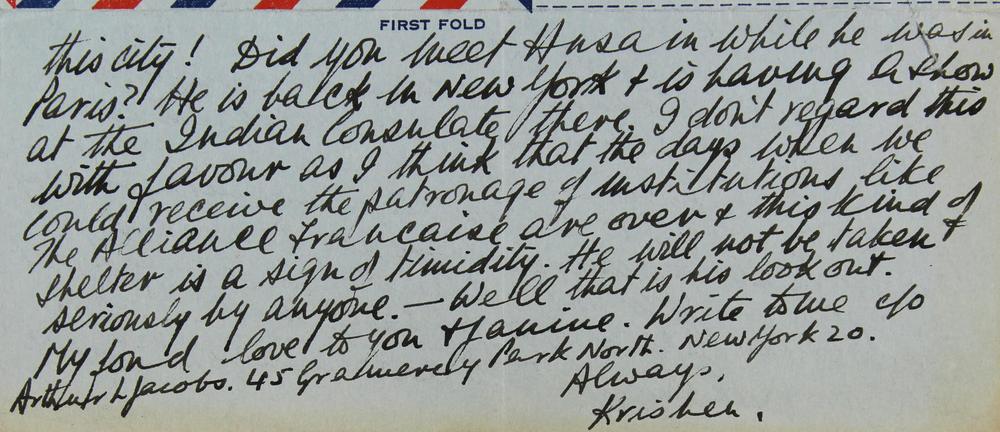 FIRST FOLD
this city! Did you meet Husain while he was in
Paris? He is back in New York & is having a show
at the Indian Consulate there. I don't regard this
with favour as I think that the days when we
could receive the patronage of institutions like
The Alliance Francaise are over & this kind of
shelter is a sign of timidity. He will not be taken
seriously by anyone. — Well that is his look out.
My fond love to you & Janine. Write to me c/o
Arthur L Jacobs. 45 Gramercy Park North. New York 20.
Always,
Krishen.